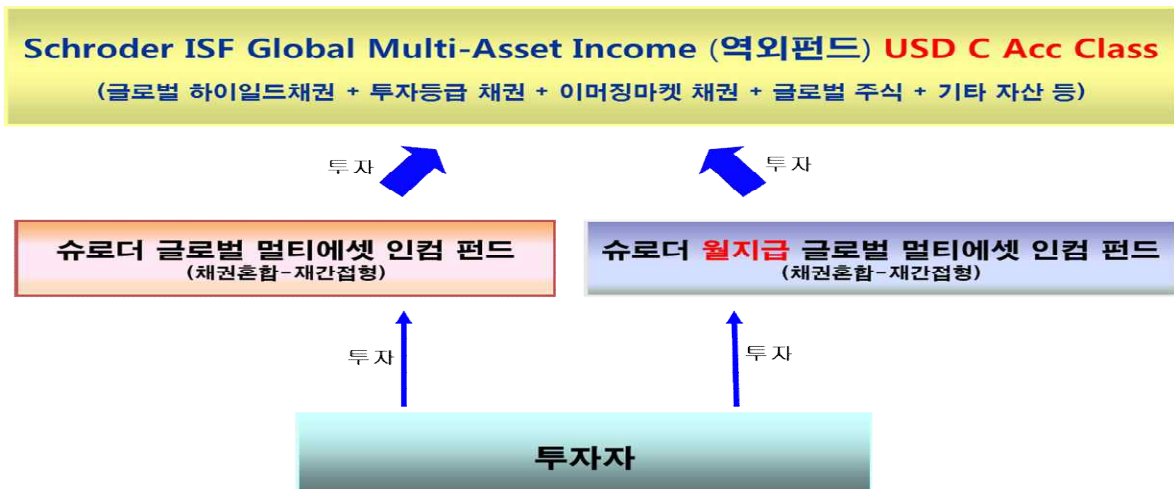 Schroder ISF Global Multi-Asset Income (역외펀드) USD C Acc Class
(글로벌 하이일드채권 + 투자등급 채권 + 이머징마켓 채권 + 글로벌 주식 + 기타 자산 등)
투자
투자
슈로더 글로벌 멀티에셋 인컴 펀드
(채권혼합-재간접형)
슈로더 월지급 글로벌 멀티에셋 인컴 펀드
(채권혼합-재간접형)
투자
투자
투자자